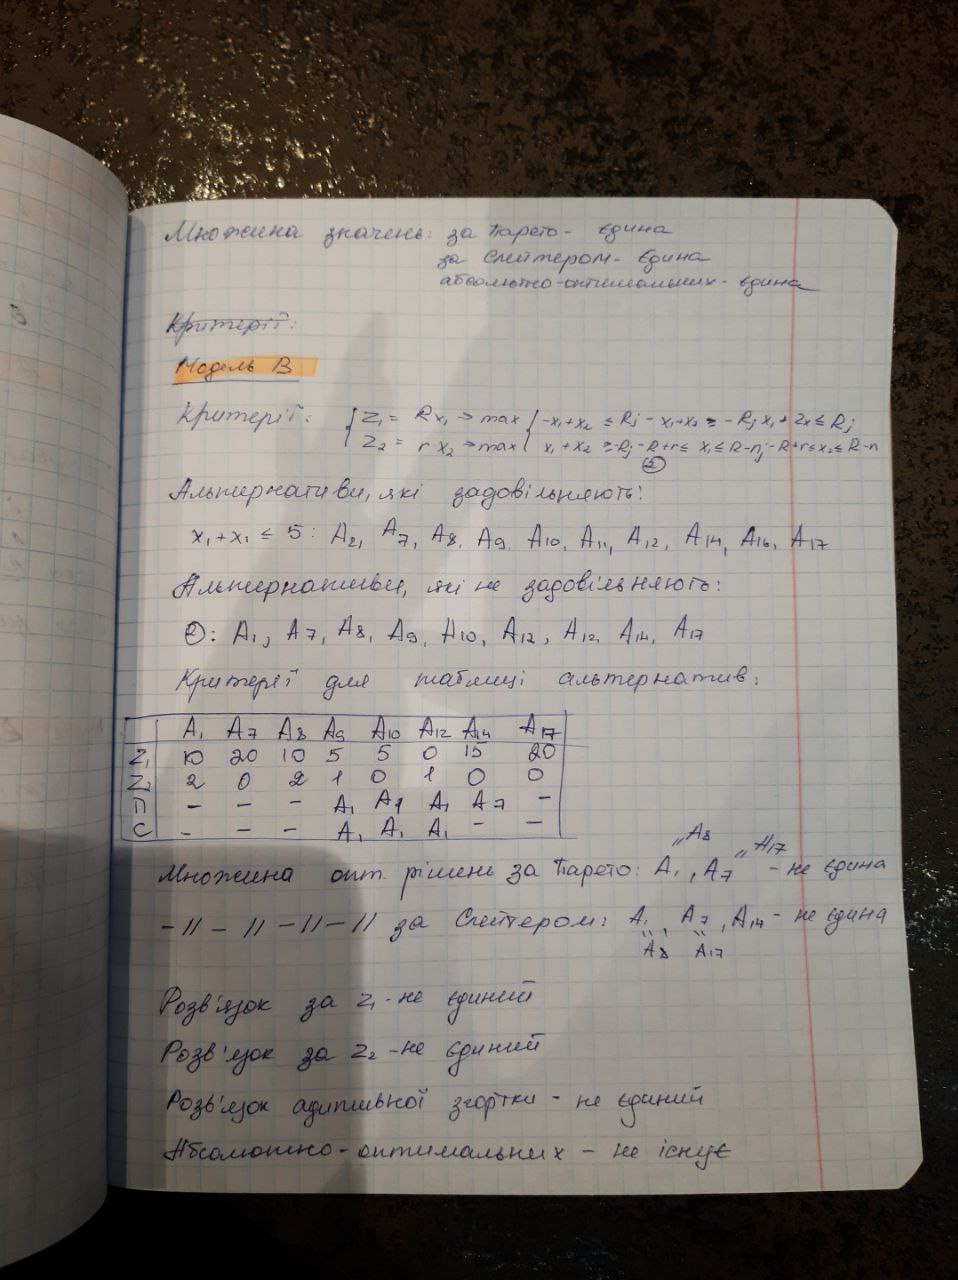 Множина значень: за Парето - єдина
за Слейтером - єдина
абсолютно-оптимальних - єдина
Критерії:
Модель В
Критерії: { Z₁ = Rx₁ → max { -x₁+x₂ ≤ R; -x₁+x₂ ≥ -R; x₁+2x ≤ R;
Z₂ = rx₂ → max x₁+x₂ ≥ -R; -R+r ≤ x₁ ≤ R-r; -R+r ≤ x₂ ≤ R-r
②
Альтернативи, які задовільняють:
x₁+x₁ ≤ 5: A₂, A₇, A₈, A₉, A₁₀, A₁₁, A₁₂, A₁₄, A₁₆, A₁₇
Альтернативи, які не задовільняють:
②: A₁, A₇, A₈, A₉, A₁₀, A₁₂, A₁₂, A₁₄, A₁₇
Критерії для таблиці альтернатив:
A₁ A₇ A₈ A₉ A₁₀ A₁₂ A₁₄ A₁₇
Z₁ 10 20 10 5 5 0 15 20
Z₂ 2 0 2 1 0 1 0 0
П - - - A₁ A₁ A₁ A₇ -
С - - - A₁ A₁ A₁ - -
"A₈ "A₁₇
Множина опт. рішень за Парето: A₁, A₇ - не єдина
-//- //-//-// за Слейтером: A₁, A₇, A₁₄ - не єдина
" "
A₈ A₁₇
Розв'язок за Z₁ - не єдиний
Розв'язок за Z₂ - не єдиний
Розв'язок адитивної згортки - не єдиний
Абсолютно-оптимальних - не існує